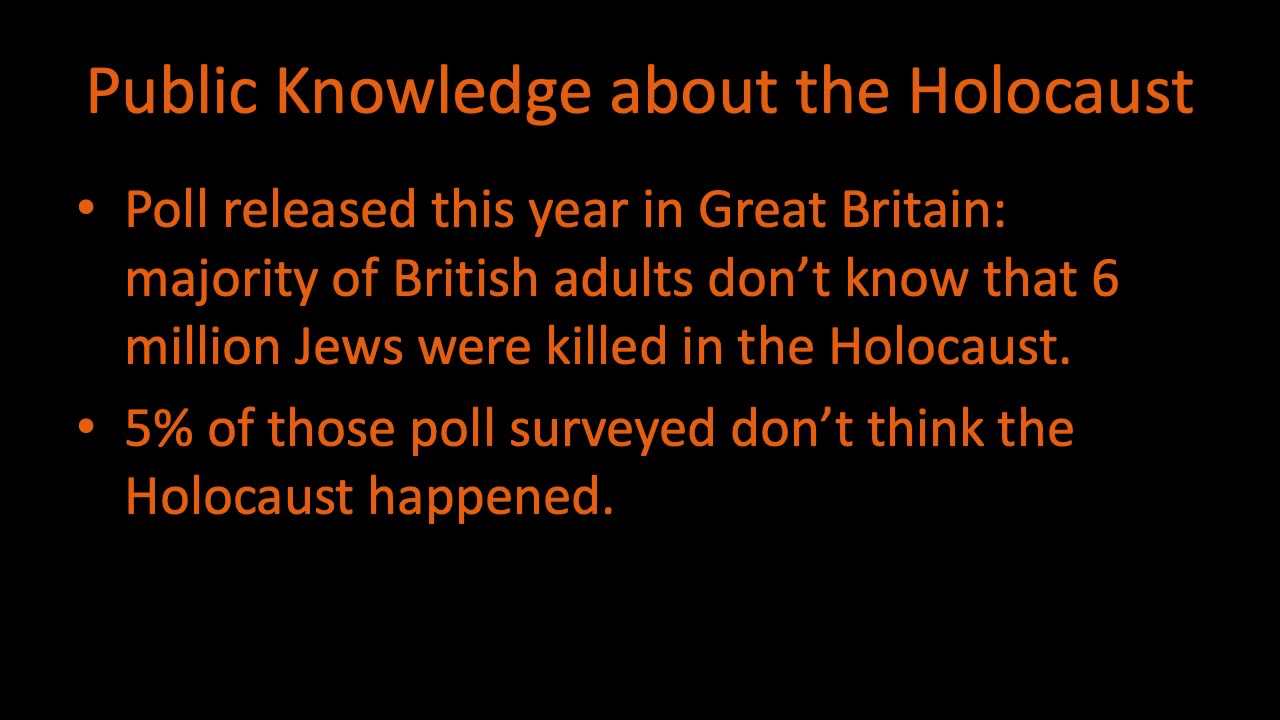 Public Knowledge about the Holocaust
• Poll released this year in Great Britain:
majority of British adults don’t know that 6
million Jews were killed in the Holocaust.
• 5% of those poll surveyed don’t think the
Holocaust happened.